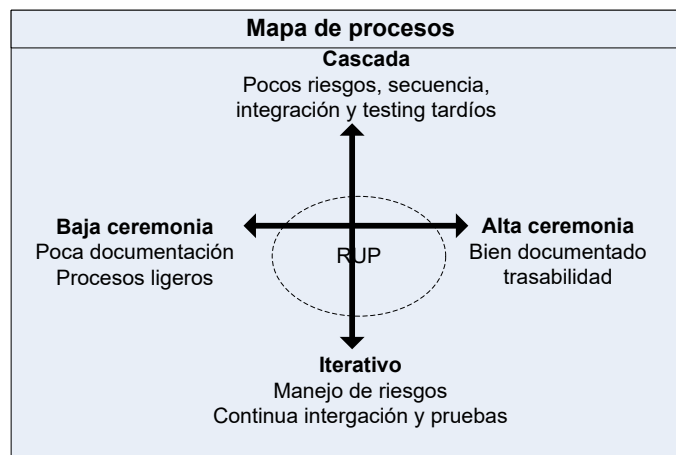 Mapa de procesos
Cascada
Pocos riesgos, secuencia,
integración y testing tardíos
Baja ceremonia
Poca documentación
Procesos ligeros
Alta ceremonia
Bien documentado
trasabilidad
RUP
Iterativo
Manejo de riesgos
Continua intergación y pruebas